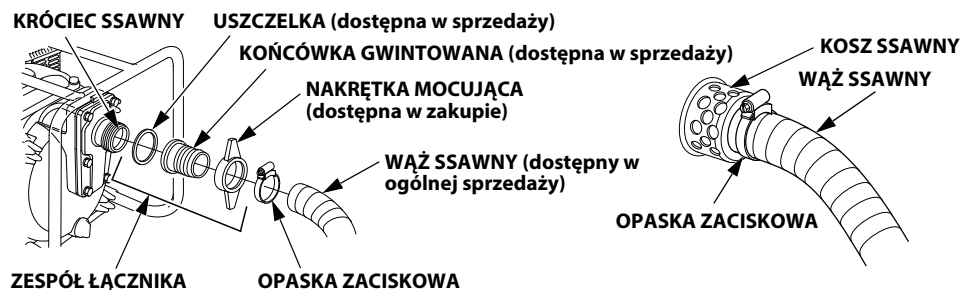 KRÓCIEC SSAWNY
USZCZELKA (dostępna w sprzedaży)
KOŃCÓWKA GWINTOWANA (dostępna w sprzedaży)
NAKRĘTKA MOCUJĄCA
(dostępna w zakupie)
WĄŻ SSAWNY (dostępny w
ogólnej sprzedaży)
ZESPÓŁ ŁĄCZNIKA
OPASKA ZACISKOWA
KOSZ SSAWNY
WĄŻ SSAWNY
OPASKA ZACISKOWA